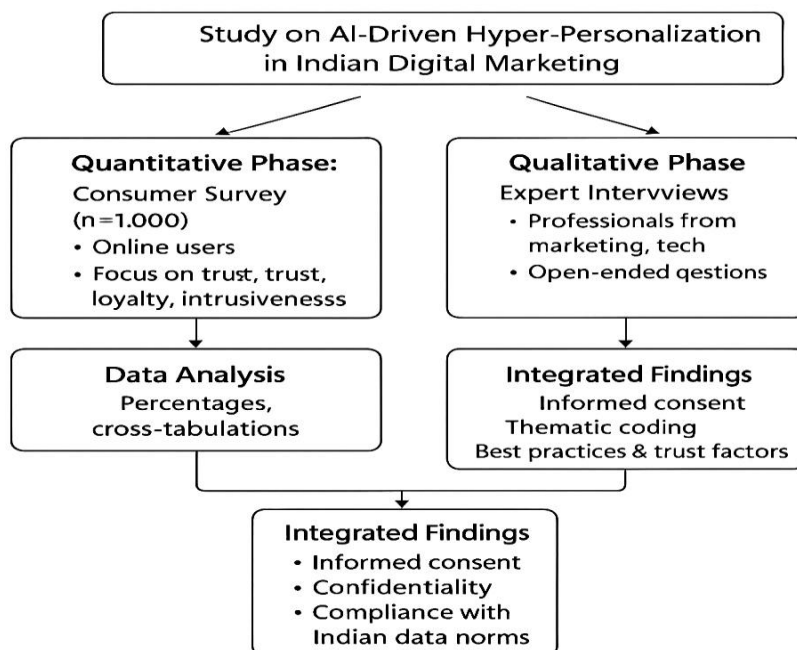 Study on AI-Driven Hyper-Personalization
in Indian Digital Marketing
Quantitative Phase:
Consumer Survey
(n=1.000)
• Online users
• Focus on trust, trust,
loyalty, intrusivenesss
Qualitative Phase
Expert Intervviews
• Professionals from
marketing, tech
• Open-ended qestions
Data Analysis
Percentages,
cross-tabulations
Integrated Findings
Informed consent
Thematic coding
Best practices & trust factors
Integrated Findings
• Informed consent
• Confidentiality
• Compliance with
Indian data norms